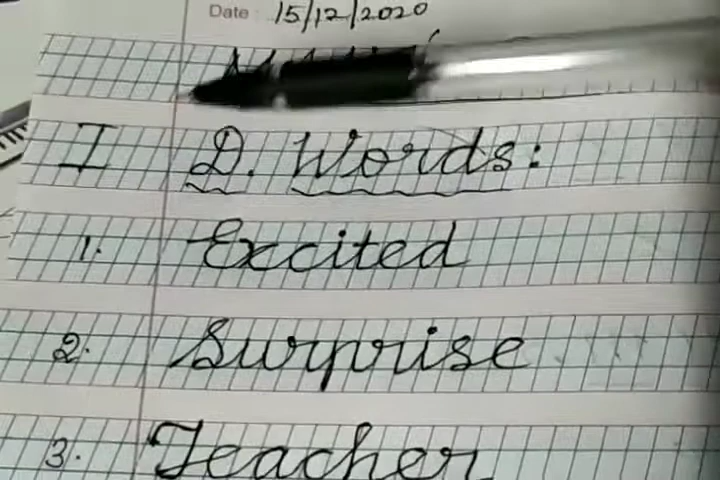 Date : 15/12/2020
I D. Words:
1. Excited
2. Surprise
3. Teacher